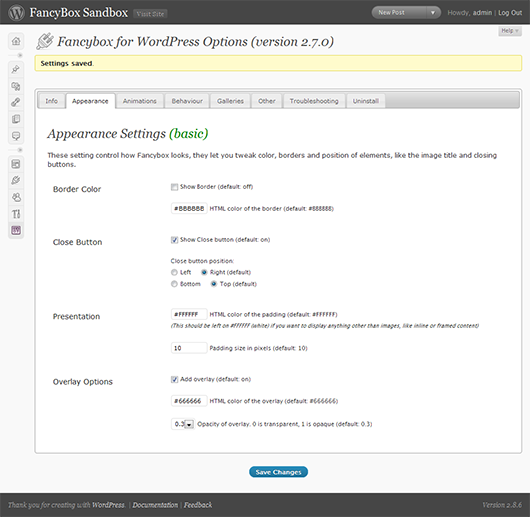 FancyBox Sandbox Visit Site New Post Howdy, admin | Log Out
Help
Fancybox for WordPress Options (version 2.7.0)
Settings saved.
Info Appearance Animations Behaviour Galleries Other Troubleshooting Uninstall
Appearance Settings (basic)
These setting control how Fancybox looks, they let you tweak color, borders and position of elements, like the image title and closing
buttons.
Border Color Show Border (default: off)
#BBBBBB HTML color of the border (default: #BBBBBB)
Close Button Show Close button (default: on)
Close button position:
Left Right (default)
Bottom Top (default)
Presentation #FFFFFF HTML color of the padding (default: #FFFFFF)
(This should be left on #FFFFFF (white) if you want to display anything other than images, like inline or framed content)
10 Padding size in pixels (default: 10)
Overlay Options Add overlay (default: on)
#666666 HTML color of the overlay (default: #666666)
0.3 Opacity of overlay. 0 is transparent, 1 is opaque (default: 0.3)
Save Changes
Thank you for creating with WordPress | Documentation | Feedback Version 2.8.6